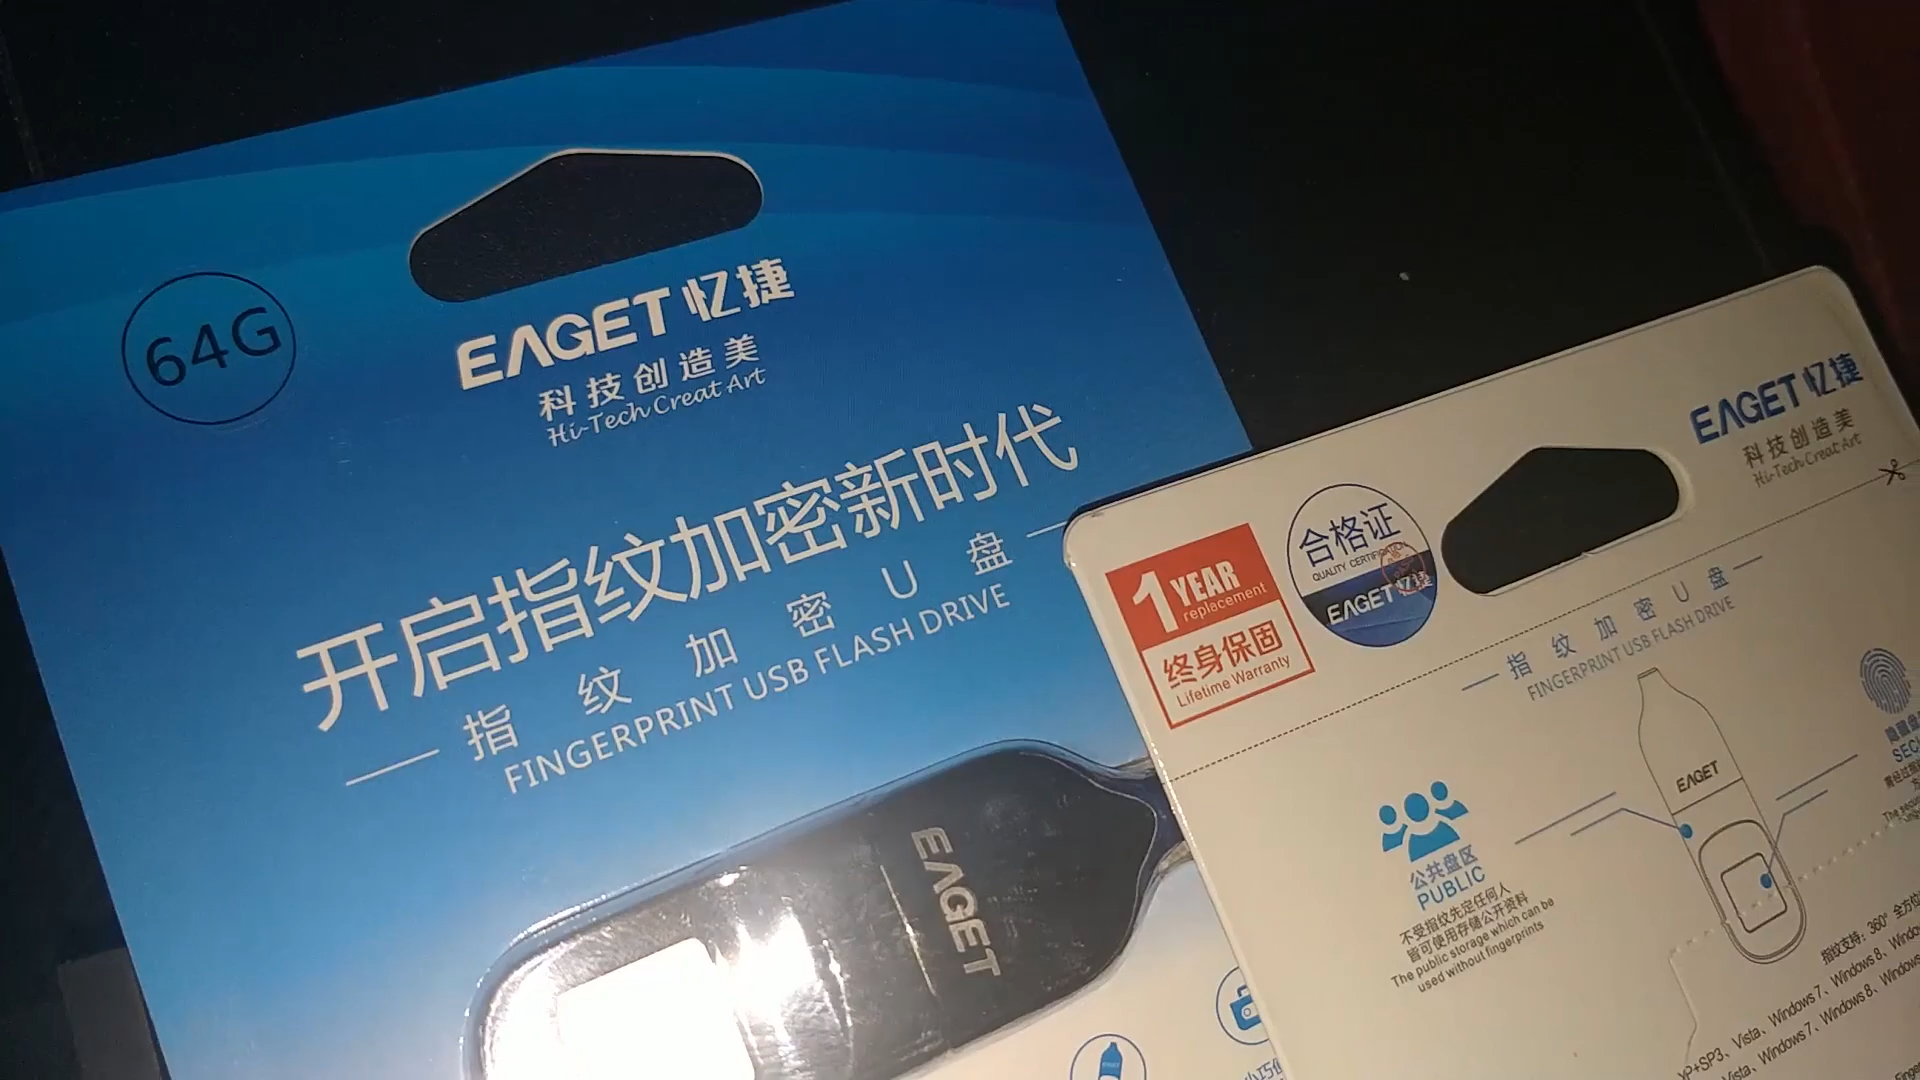 64G
EAGET 忆捷
科技创造美
Hi-Tech Creat Art
开启指纹加密新时代
指纹加密U盘
FINGERPRINT USB FLASH DRIVE
EAGET
EAGET
EAGET 忆捷
科技创造美
Hi-Tech Creat Art
1 YEAR
replacement
终身保固
Lifetime Warranty
合格证
QUALITY CERTIFICATION
EAGET 忆捷
指纹加密U盘
FINGERPRINT USB FLASH DRIVE
EAGET
公共盘区
PUBLIC
不受指纹先定任何人
皆可使用存储公开资料
The public storage which can be
used without fingerprints
指纹支持：360° 全方位
XP+SP3、Vista、Windows 7、Windows 8、
Vista、Windows 7、Windows 8、